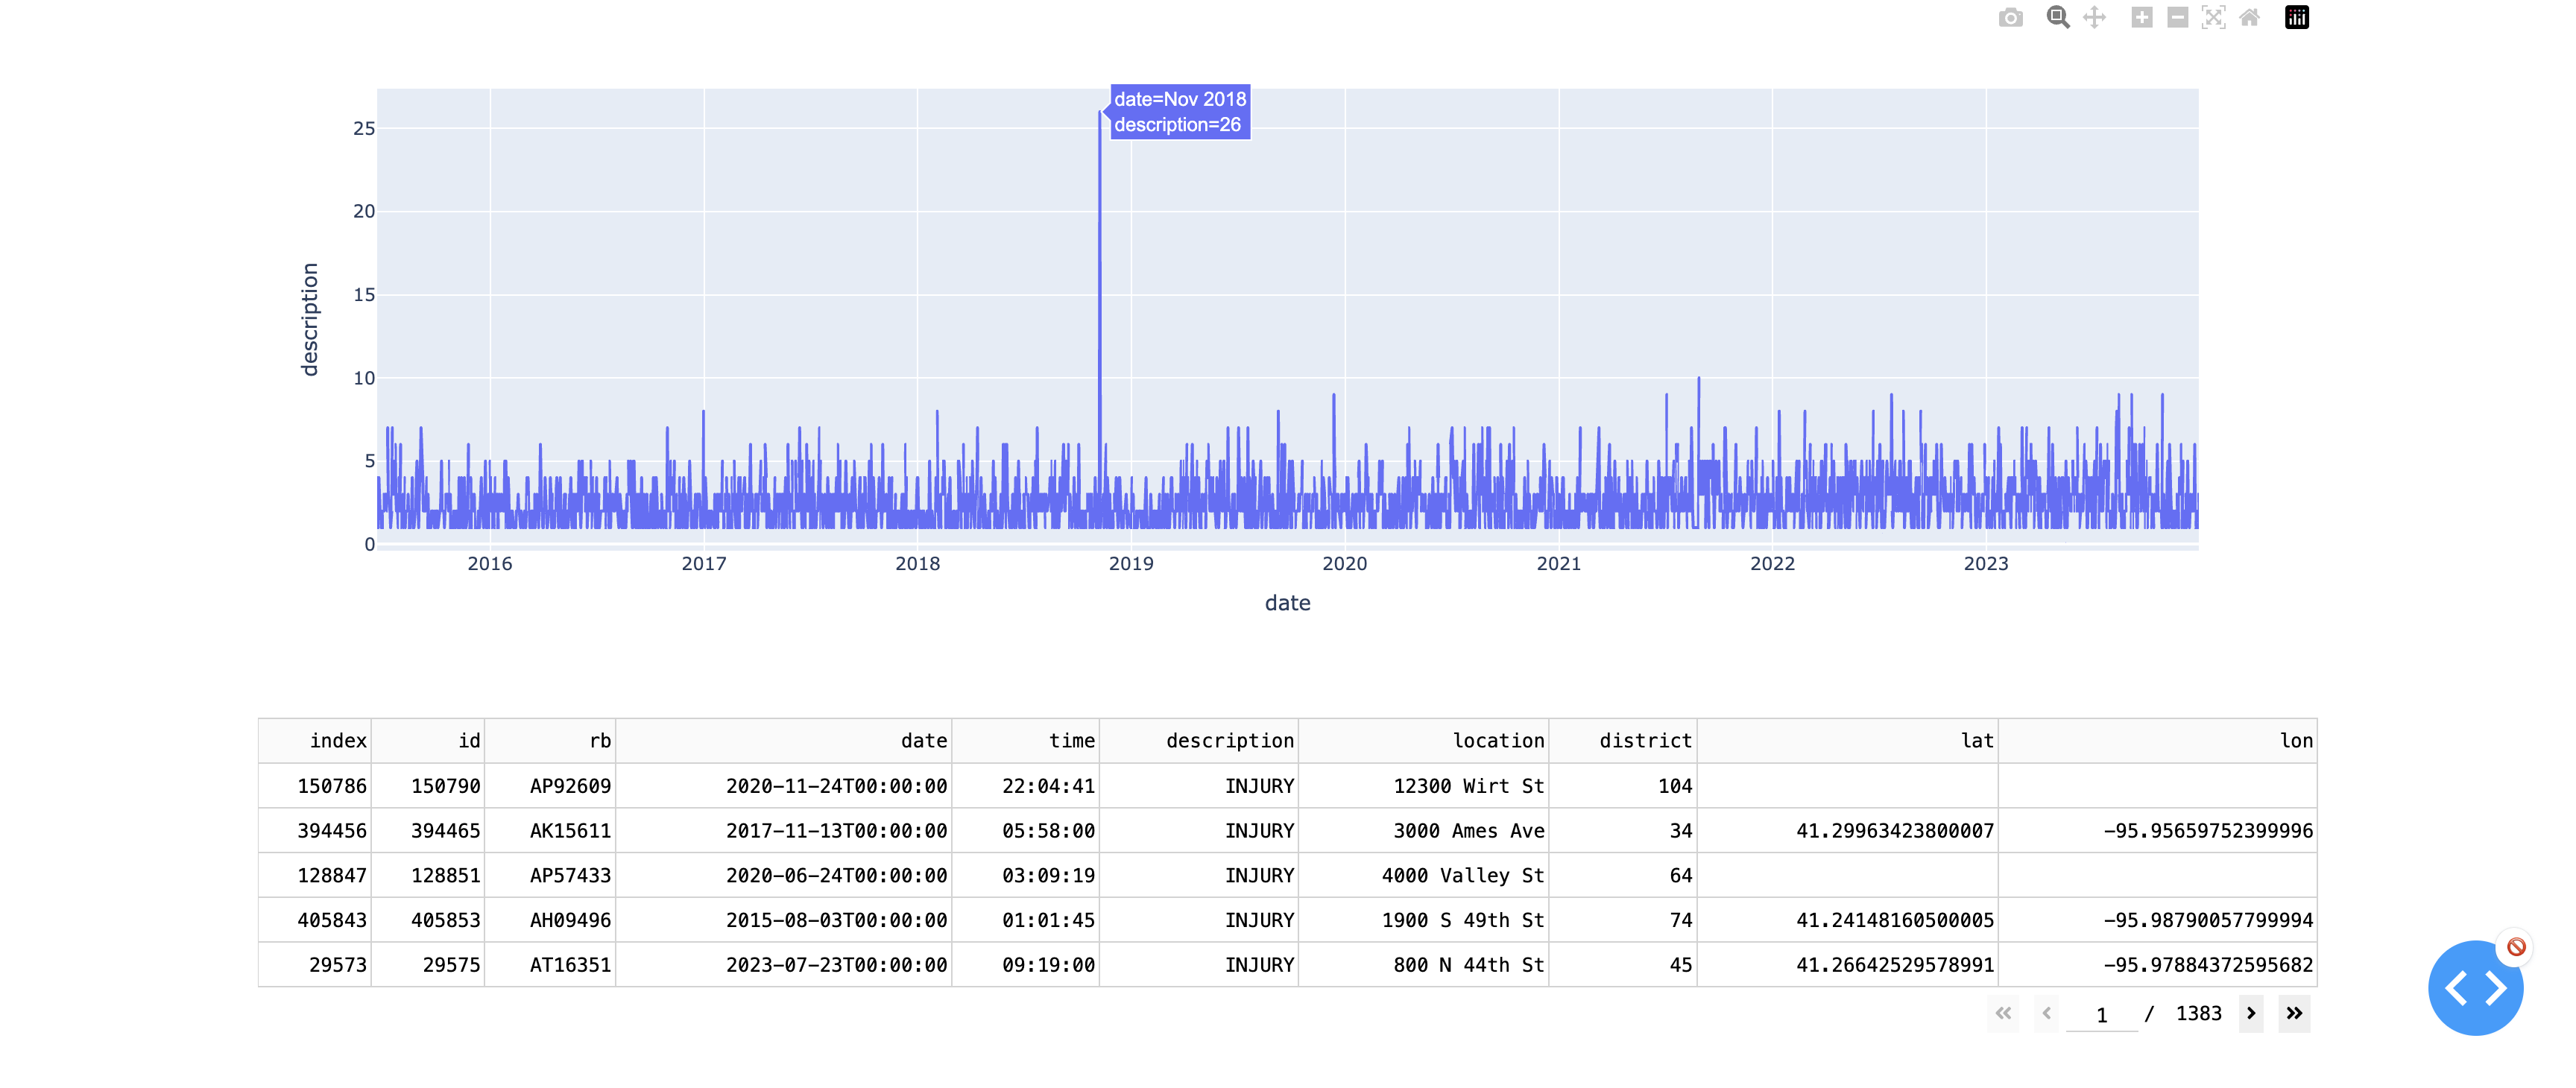 date=Nov 2018
description=26
25
20
15
10
5
0
description
2016 2017 2018 2019 2020 2021 2022 2023
date
index id rb date time description location district lat lon
150786 150790 AP92609 2020-11-24T00:00:00 22:04:41 INJURY 12300 Wirt St 104
394456 394465 AK15611 2017-11-13T00:00:00 05:58:00 INJURY 3000 Ames Ave 34 41.29963423800007 -95.95659752399996
128847 128851 AP57433 2020-06-24T00:00:00 03:09:19 INJURY 4000 Valley St 64
405843 405853 AH09496 2015-08-03T00:00:00 01:01:45 INJURY 1900 S 49th St 74 41.24148160500005 -95.98790057799994
29573 29575 AT16351 2023-07-23T00:00:00 09:19:00 INJURY 800 N 44th St 45 41.26642529578991 -95.97884372595682
1 / 1383